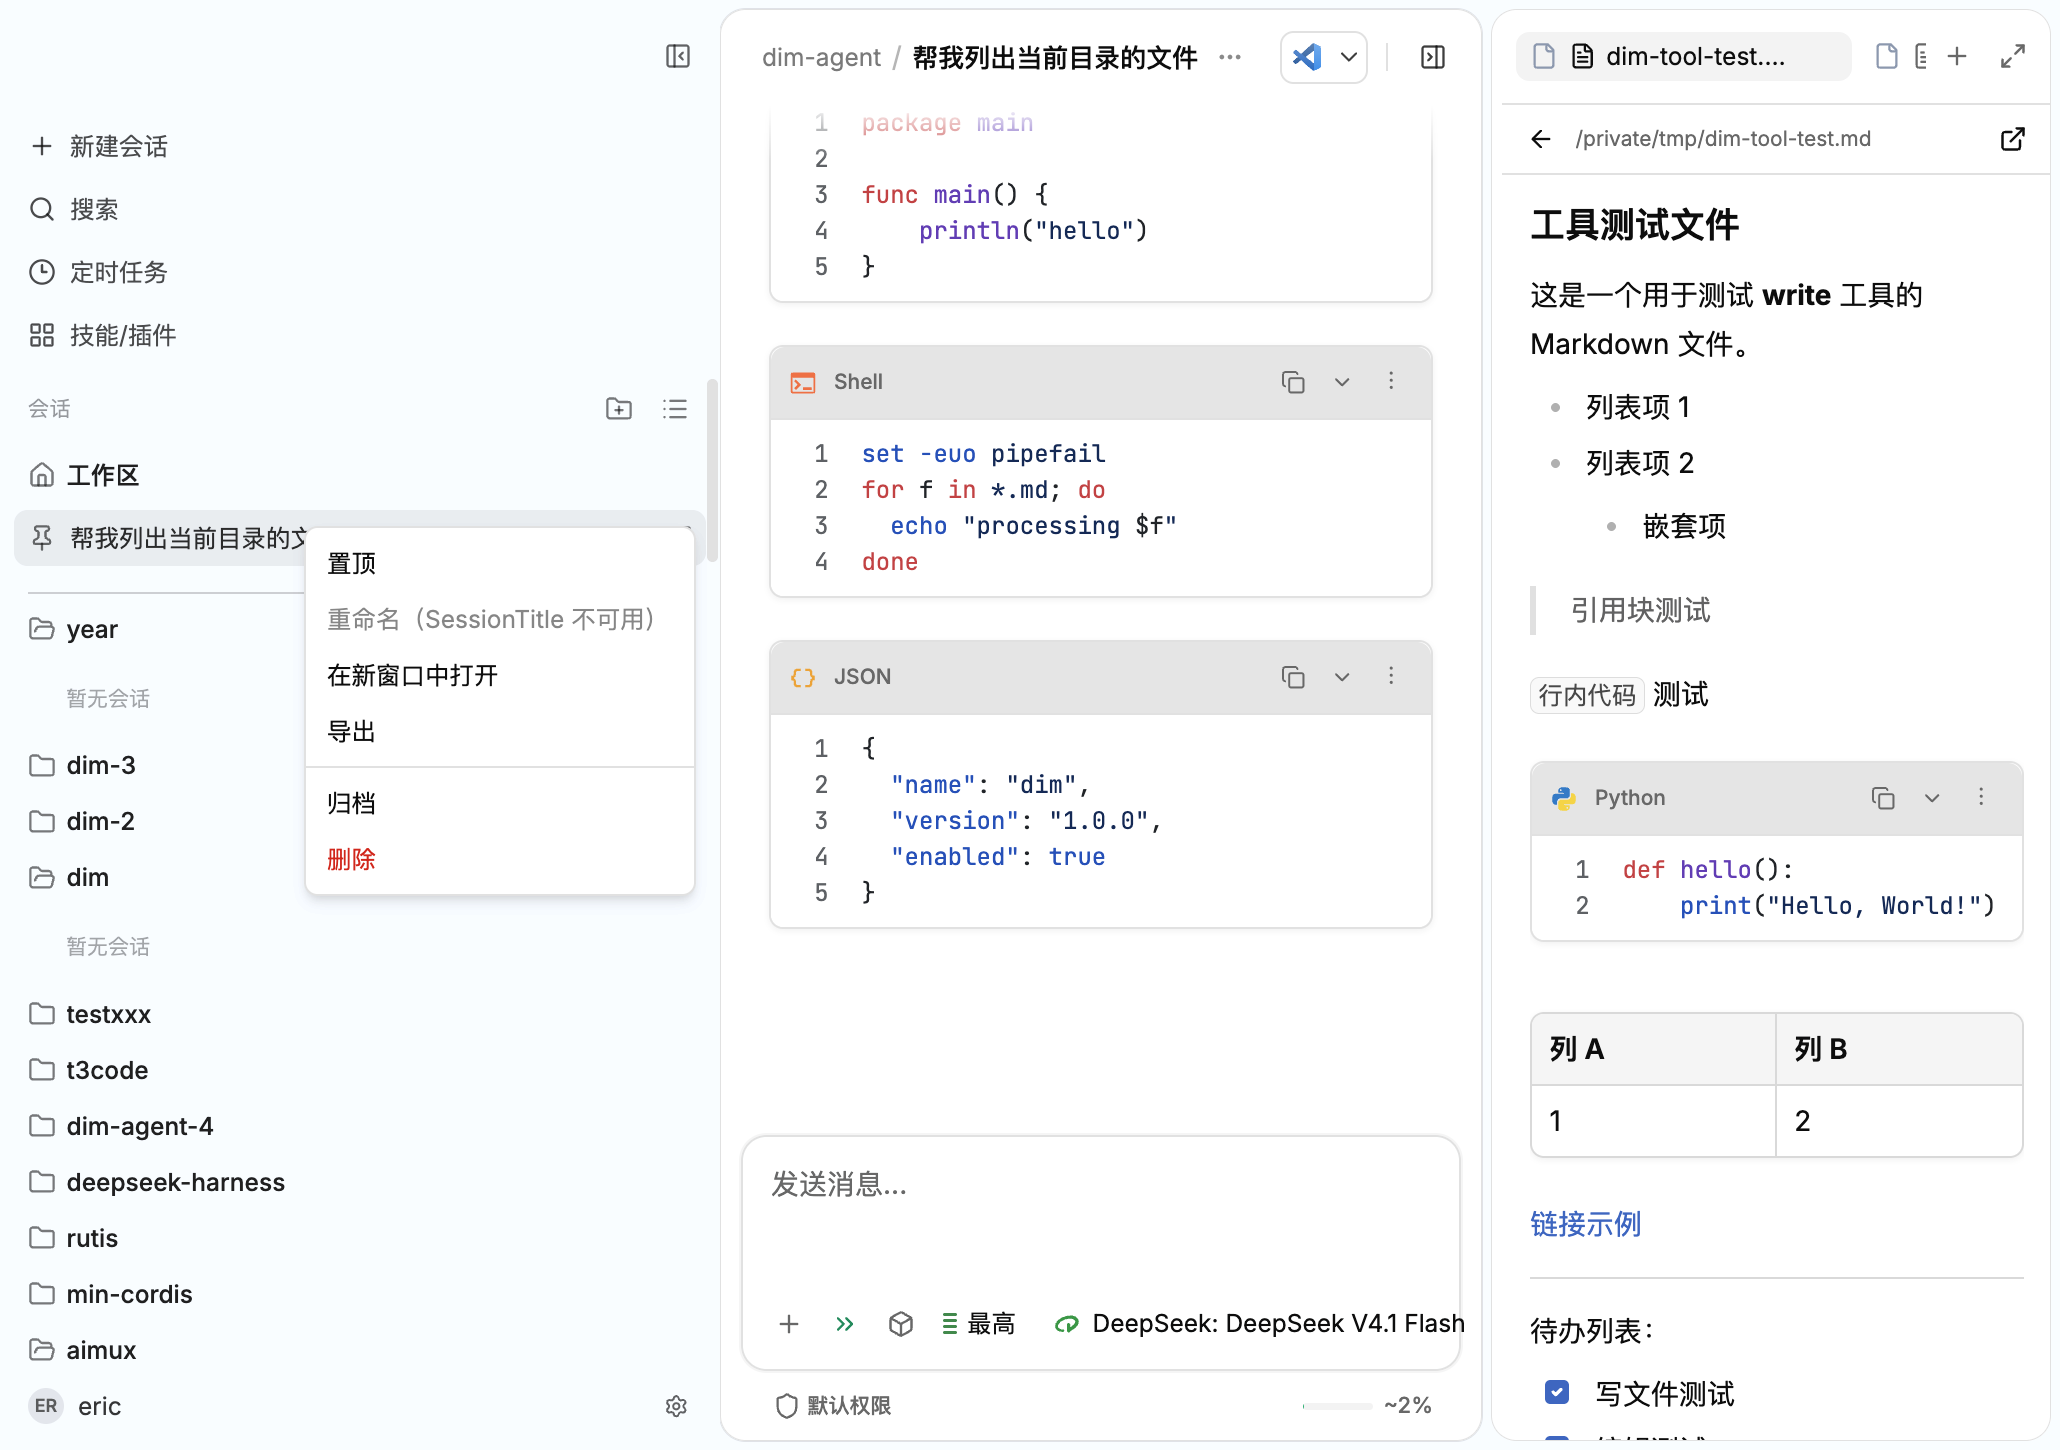 新建会话
搜索
定时任务
技能/插件
会话
工作区
帮我列出当前目录的文
置顶
重命名（SessionTitle 不可用）
在新窗口中打开
导出
归档
删除
year
暂无会话
dim-3
dim-2
dim
暂无会话
testxxx
t3code
dim-agent-4
deepseek-harness
rutis
min-cordis
aimux
ER eric
dim-agent / 帮我列出当前目录的文件
1 package main
2
3 func main() {
4     println("hello")
5 }
Shell
1 set -euo pipefail
2 for f in *.md; do
3   echo "processing $f"
4 done
JSON
1 {
2   "name": "dim",
3   "version": "1.0.0",
4   "enabled": true
5 }
发送消息...
最高 DeepSeek: DeepSeek V4.1 Flash
默认权限 ~2%
dim-tool-test....
/private/tmp/dim-tool-test.md
工具测试文件
这是一个用于测试 write 工具的
Markdown 文件。
列表项 1
列表项 2
嵌套项
引用块测试
行内代码 测试
Python
1 def hello():
2     print("Hello, World!")
列 A 列 B
1 2
链接示例
待办列表：
写文件测试